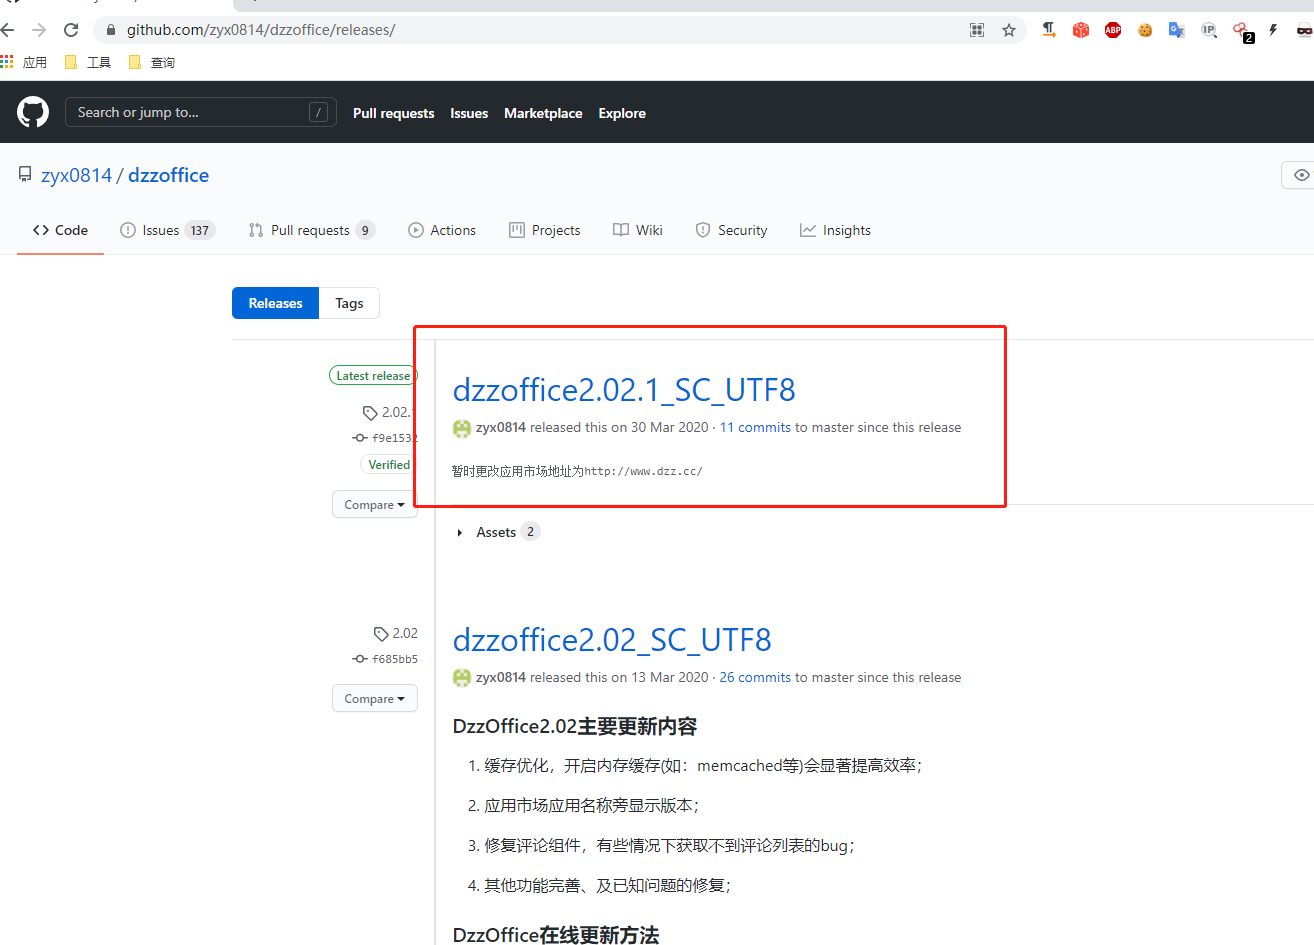 github.com/zyx0814/dzzoffice/releases/
ABP
IP
2
应用 工具 查询
Search or jump to... /
Pull requests Issues Marketplace Explore
zyx0814 / dzzoffice
Code Issues 137 Pull requests 9 Actions Projects Wiki Security Insights
Releases Tags
Latest release
2.02.
f9e1532
Verified
Compare
dzzoffice2.02.1_SC_UTF8
zyx0814 released this on 30 Mar 2020 · 11 commits to master since this release
暂时更改应用市场地址为http://www.dzz.cc/
Assets 2
2.02
f685bb5
Compare
dzzoffice2.02_SC_UTF8
zyx0814 released this on 13 Mar 2020 · 26 commits to master since this release
DzzOffice2.02主要更新内容
1. 缓存优化，开启内存缓存(如：memcached等)会显著提高效率；
2. 应用市场应用名称旁显示版本；
3. 修复评论组件，有些情况下获取不到评论列表的bug；
4. 其他功能完善、及已知问题的修复；
DzzOffice在线更新方法